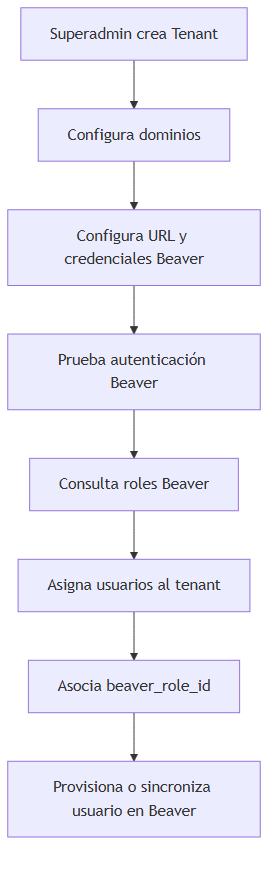 Superadmin crea Tenant
Configura dominios
Configura URL y
credenciales Beaver
Prueba autenticación
Beaver
Consulta roles Beaver
Asigna usuarios al tenant
Asocia beaver_role_id
Provisiona o sincroniza
usuario en Beaver